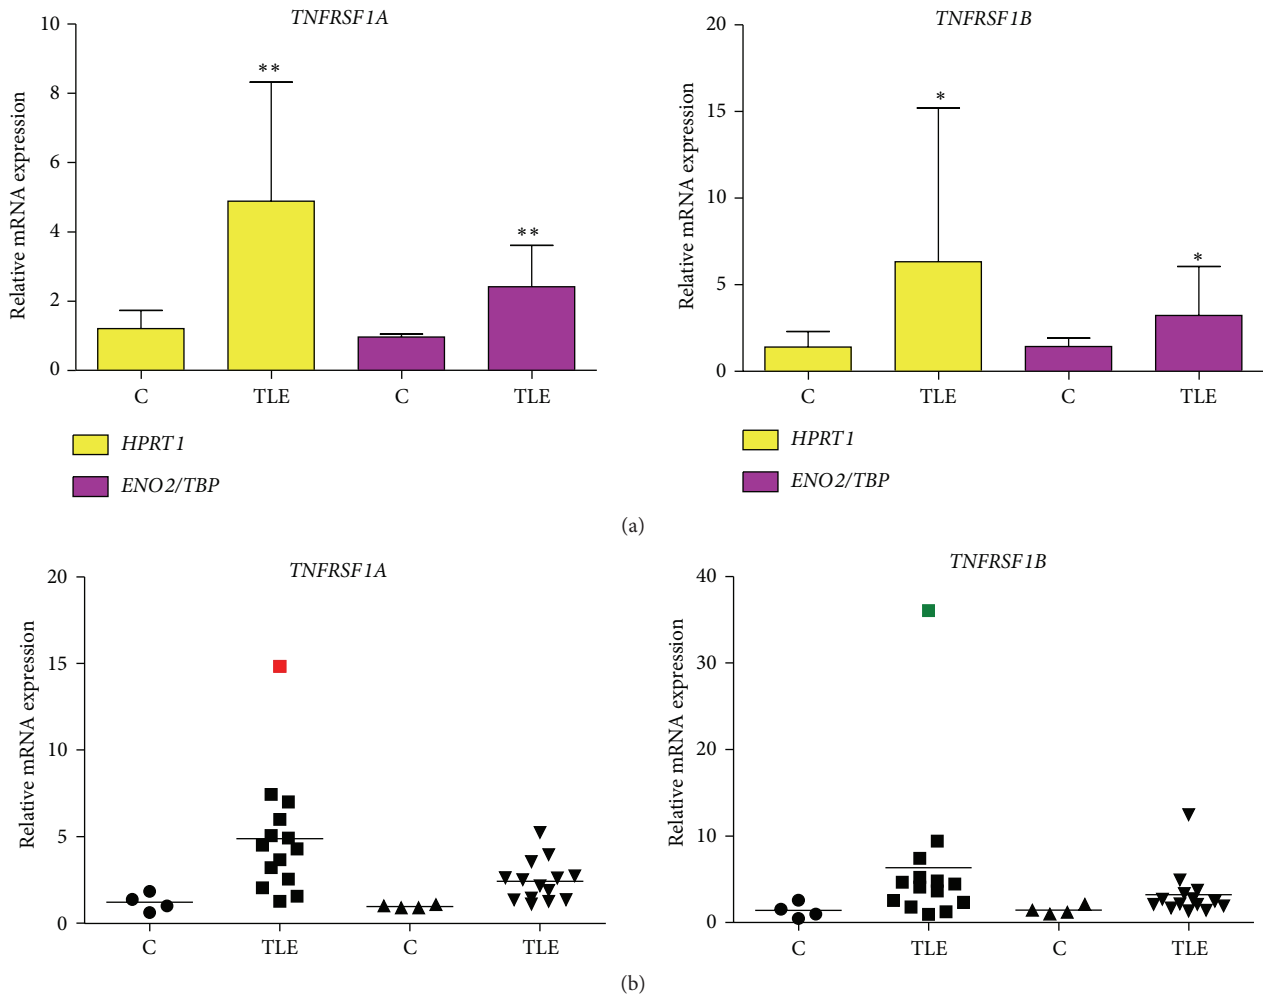 TNFRSF1A
10
8
6
4
2
0
Relative mRNA expression
**
**
C TLE C TLE
HPRT1
ENO2/TBP
TNFRSF1B
20
15
10
5
0
Relative mRNA expression
*
*
C TLE C TLE
HPRT1
ENO2/TBP
(a)
TNFRSF1A
20
15
10
5
0
Relative mRNA expression
C TLE C TLE
TNFRSF1B
40
30
20
10
0
Relative mRNA expression
C TLE C TLE
(b)